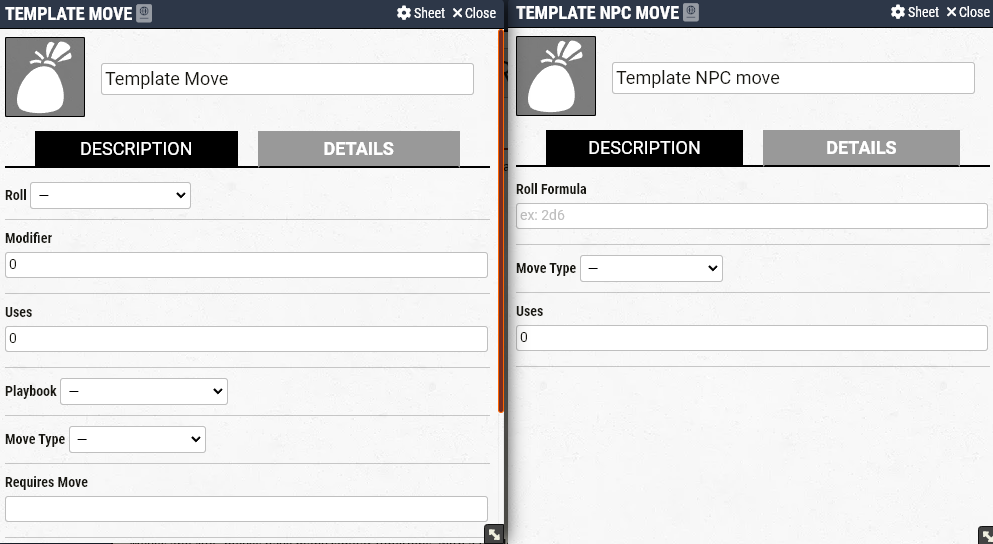 TEMPLATE MOVE
Sheet
Close
Template Move
DESCRIPTION
DETAILS
Roll —
Modifier
0
Uses
0
Playbook —
Move Type —
Requires Move
TEMPLATE NPC MOVE
Sheet
Close
Template NPC move
DESCRIPTION
DETAILS
Roll Formula
ex: 2d6
Move Type —
Uses
0